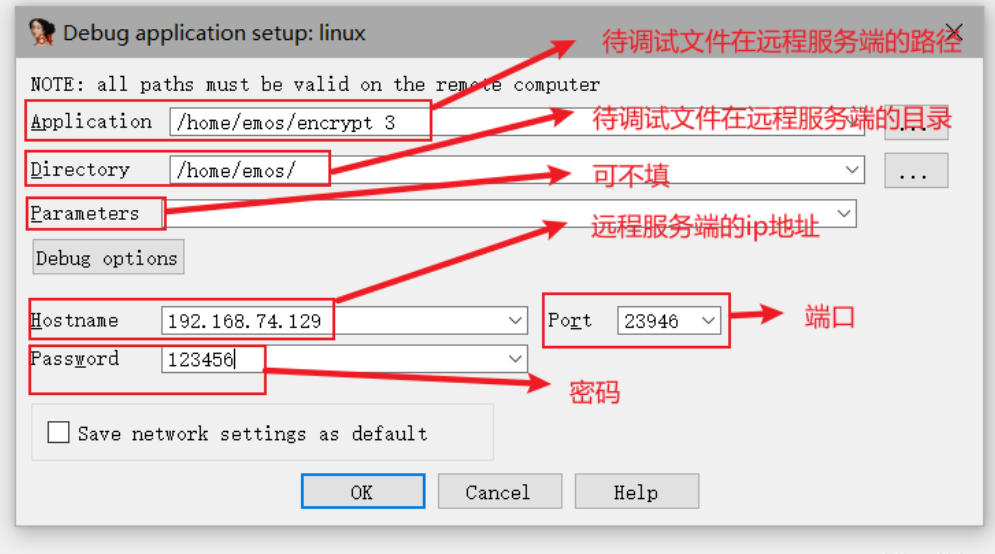 Debug application setup: linux
待调试文件在远程服务端的路径
NOTE: all paths must be valid on the remote computer
Application /home/emos/encrypt 3
待调试文件在远程服务端的目录
...
Directory /home/emos/
...
可不填
Parameters
远程服务端的ip地址
Debug options
Hostname 192.168.74.129
Port 23946
端口
Password 123456
密码
Save network settings as default
OK Cancel Help